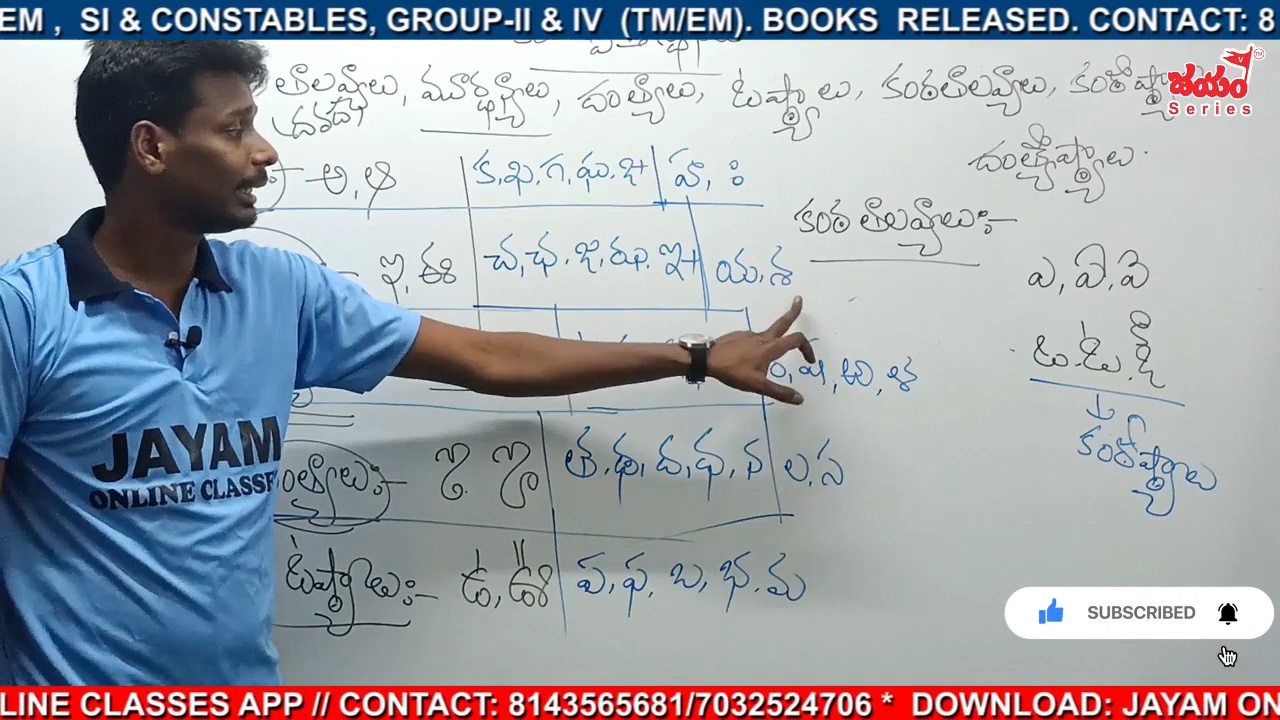 EM , SI & CONSTABLES, GROUP-II & IV (TM/EM). BOOKS RELEASED. CONTACT: 8
తాలవ్యాలు, మూర్ధన్యాలు, దంత్యాలు, ఓష్ఠ్యాలు, కంఠతాలవ్యాలు,
జయం
Series
దంత్యోష్ఠ్యాలు.
అ, ఆ క, ఖ, గ, ఘ, ఙ హ, ః
కంఠ తాలవ్యాలు:-
ఇ, ఈ చ, ఛ, జ, ఝ, ఞ య, శ
ఎ, ఏ, ఐ
ష, ఱ, ళ
ఒ, ఓ, ఔ
కంఠోష్ఠ్యాలు
JAYAM
ONLINE CLASSES
ఌ ౡ త, థ, ద, ధ, న ల, స
ఓష్ఠ్యాలు:- ఉ, ఊ ప, ఫ, బ, భ, మ
SUBSCRIBED
LINE CLASSES APP // CONTACT: 8143565681/7032524706 * DOWNLOAD: JAYAM ON